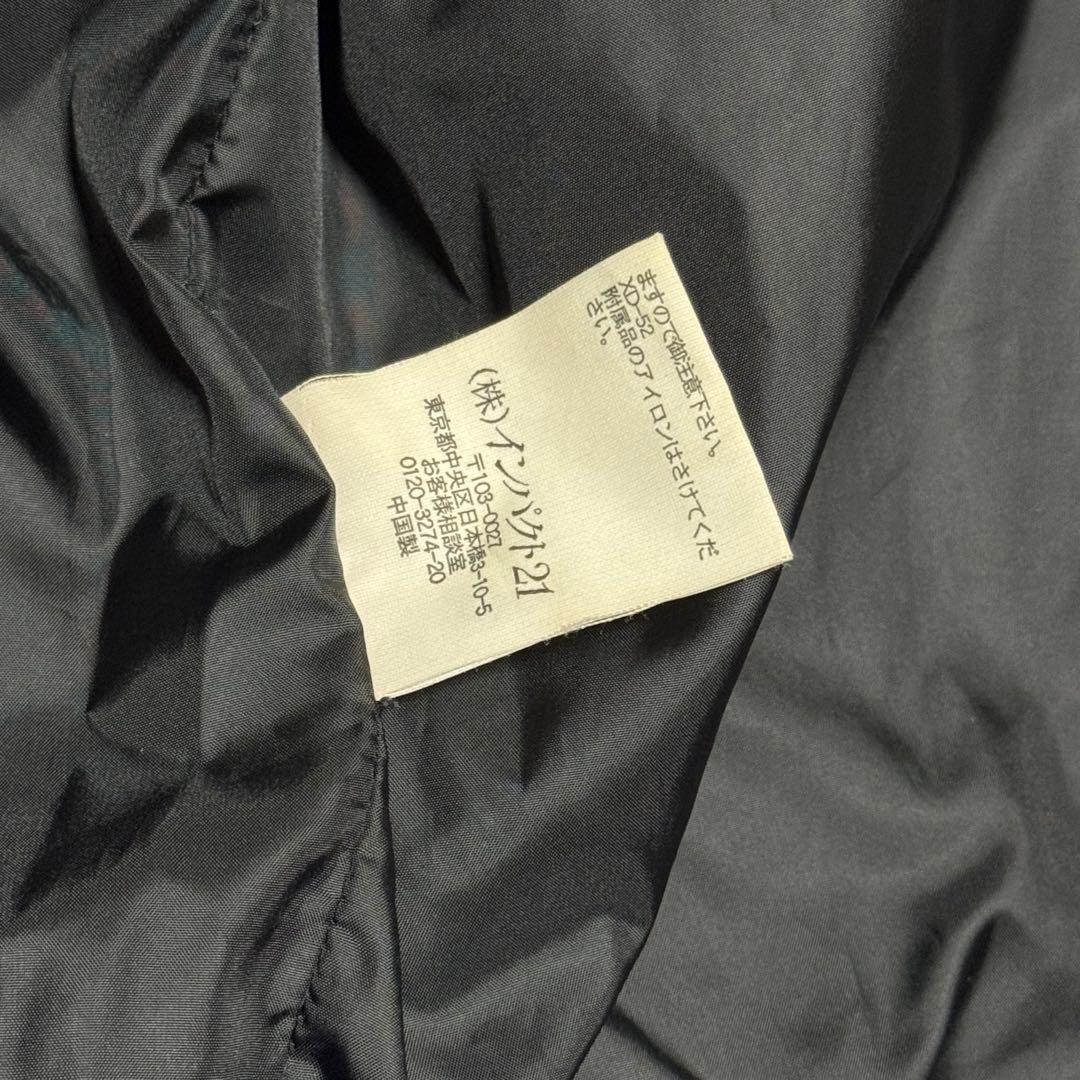 ますので御注意下さい。
XD-52
附属品のアイロンはさけてくだ
さい。
(株)インパクト21
〒103-0027
東京都中央区日本橋3-10-5
お客様相談室
0120-3274-20
中国製